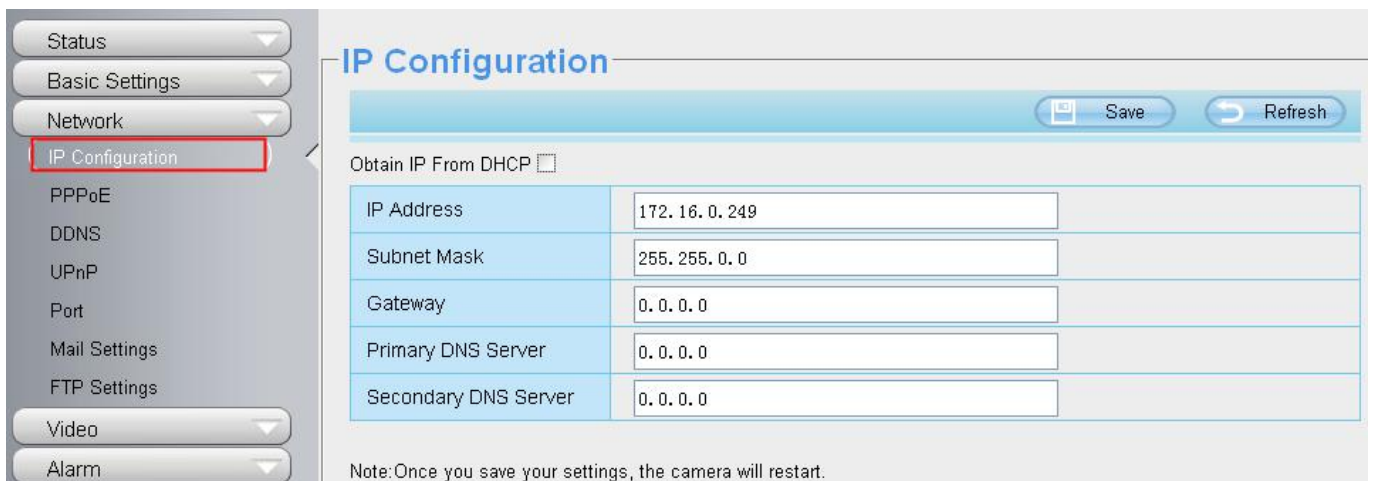 Status
Basic Settings
Network
IP Configuration
PPPoE
DDNS
UPnP
Port
Mail Settings
FTP Settings
Video
Alarm
IP Configuration
Save Refresh
Obtain IP From DHCP
IP Address 172.16.0.249
Subnet Mask 255.255.0.0
Gateway 0.0.0.0
Primary DNS Server 0.0.0.0
Secondary DNS Server 0.0.0.0
Note:Once you save your settings, the camera will restart.